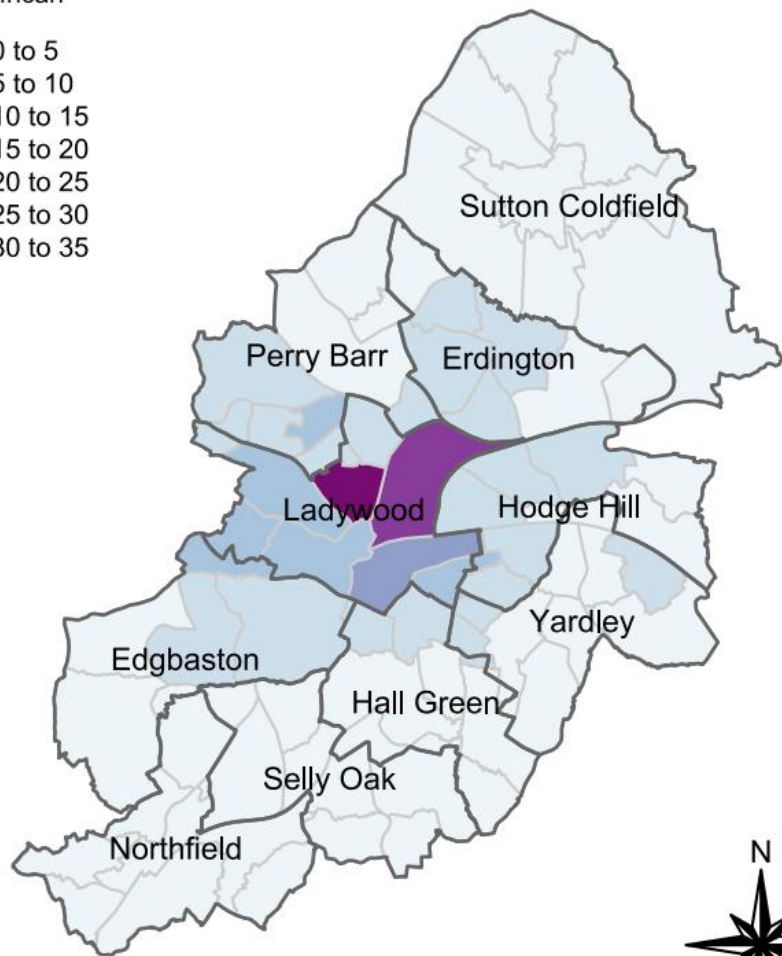 0 to 5
5 to 10
10 to 15
15 to 20
20 to 25
25 to 30
30 to 35
Sutton Coldfield
Perry Barr
Erdington
Ladywood
Hodge Hill
Yardley
Edgbaston
Hall Green
Selly Oak
Northfield
N